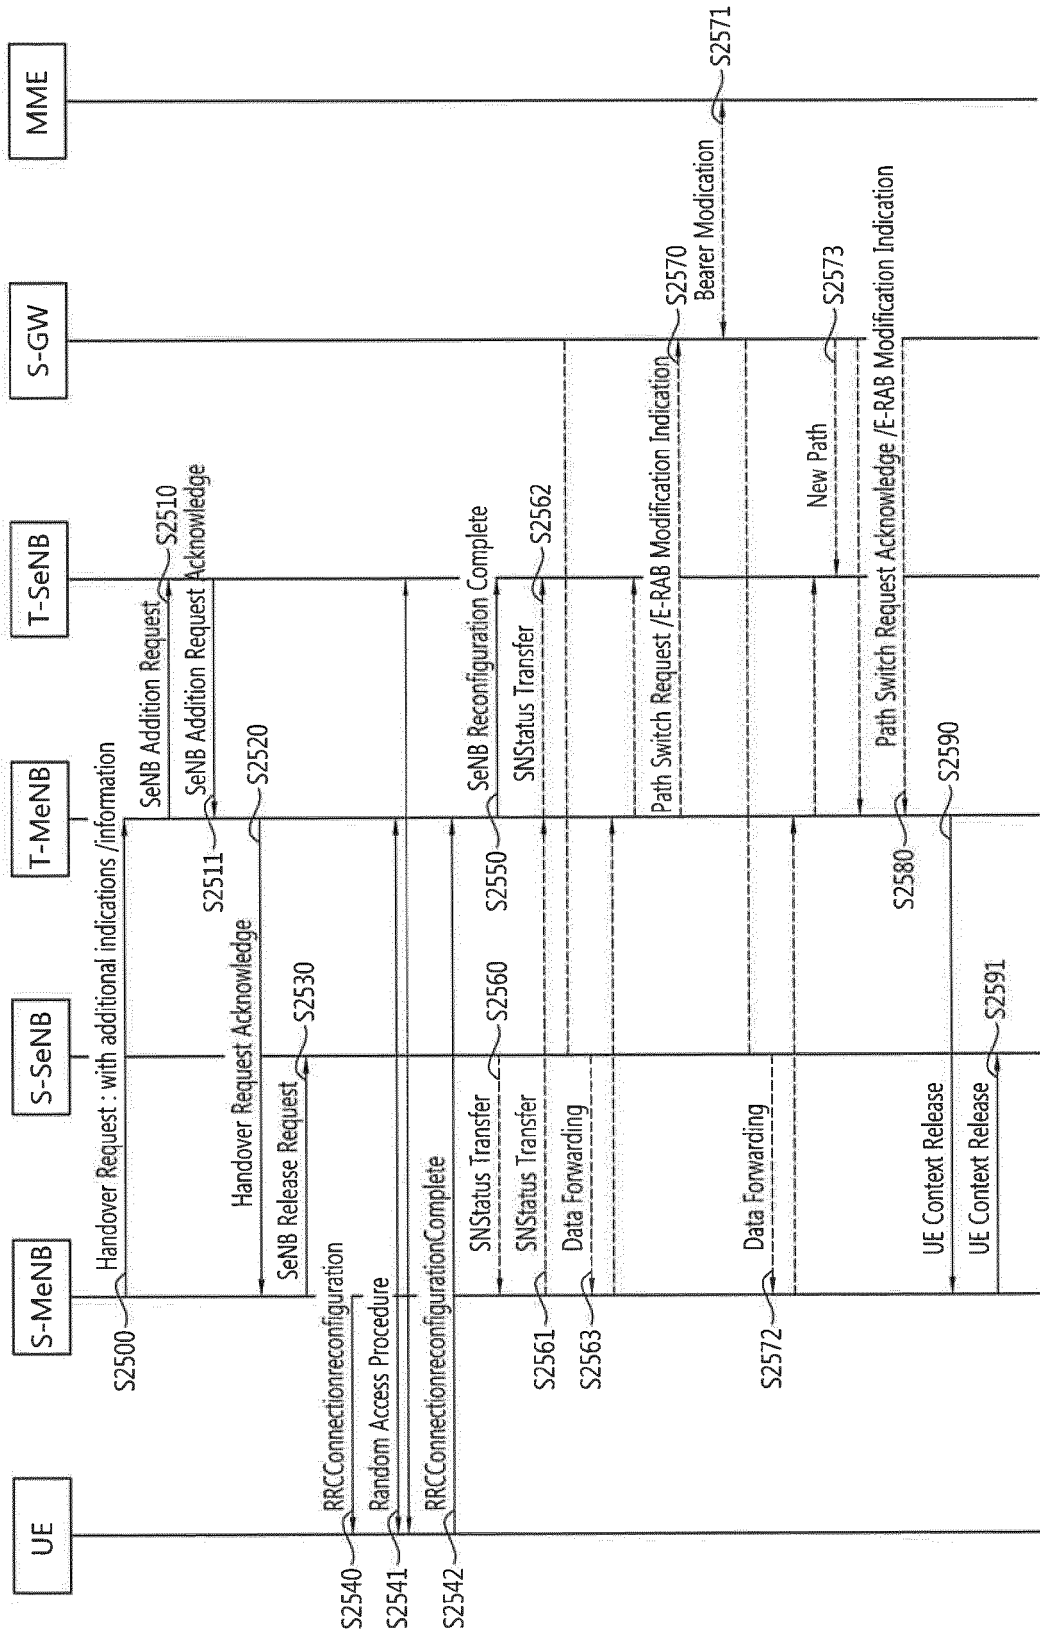 UE
S-MeNB
S-SeNB
T-MeNB
T-SeNB
S-GW
MME
S2500
Handover Request : with additional indications /information
SeNB Addition Request
S2510
S2511
SeNB Addition Request Acknowledge
Handover Request Acknowledge
S2520
SeNB Release Request
S2530
S2540
RRCConnectionreconfiguration
S2541
Random Access Procedure
S2542
RRCConnectionreconfigurationComplete
S2550
SeNB Reconfiguration Complete
SNStatus Transfer
S2560
S2561
SNStatus Transfer
SNStatus Transfer
S2562
S2563
Data Forwarding
Path Switch Request /E-RAB Modification Indication
S2570
Bearer Modication
S2571
S2572
Data Forwarding
New Path
S2573
S2580
Path Switch Request Acknowledge /E-RAB Modification Indication
UE Context Release
S2590
UE Context Release
S2591